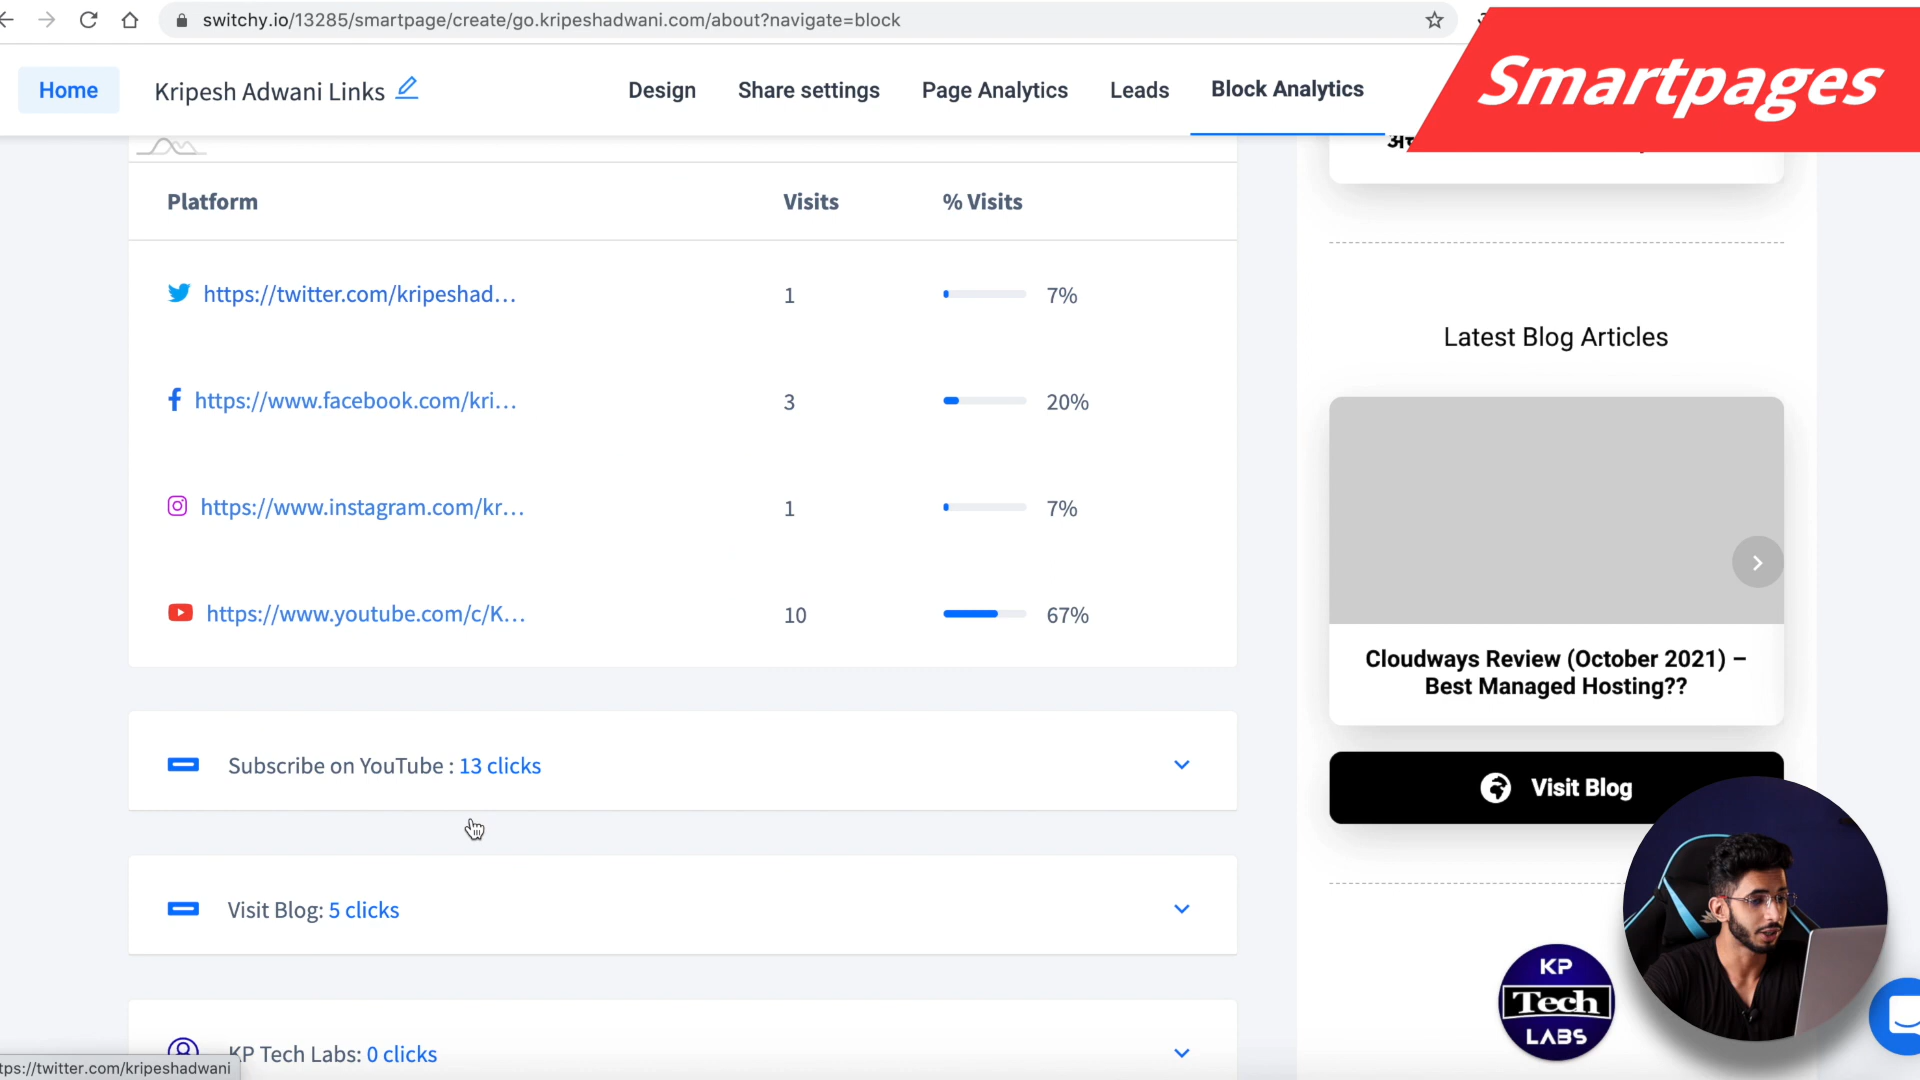 switchy.io/13285/smartpage/create/go.kripeshadwani.com/about?navigate=block
Smartpages
Home
Kripesh Adwani Links
Design
Share settings
Page Analytics
Leads
Block Analytics
Platform
Visits
% Visits
https://twitter.com/kripeshad...
1
7%
https://www.facebook.com/kri...
3
20%
https://www.instagram.com/kr...
1
7%
https://www.youtube.com/c/K...
10
67%
Subscribe on YouTube : 13 clicks
Visit Blog: 5 clicks
KP Tech Labs: 0 clicks
tps://twitter.com/kripeshadwani
Latest Blog Articles
Cloudways Review (October 2021) –
Best Managed Hosting??
Visit Blog
KP
Tech
LABS